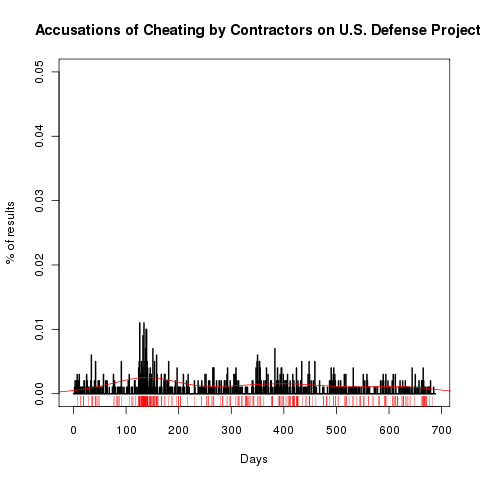 Accusations of Cheating by Contractors on U.S. Defense Project
0.05
0.04
0.03
0.02
0.01
0.00
% of results
0 100 200 300 400 500 600 700
Days